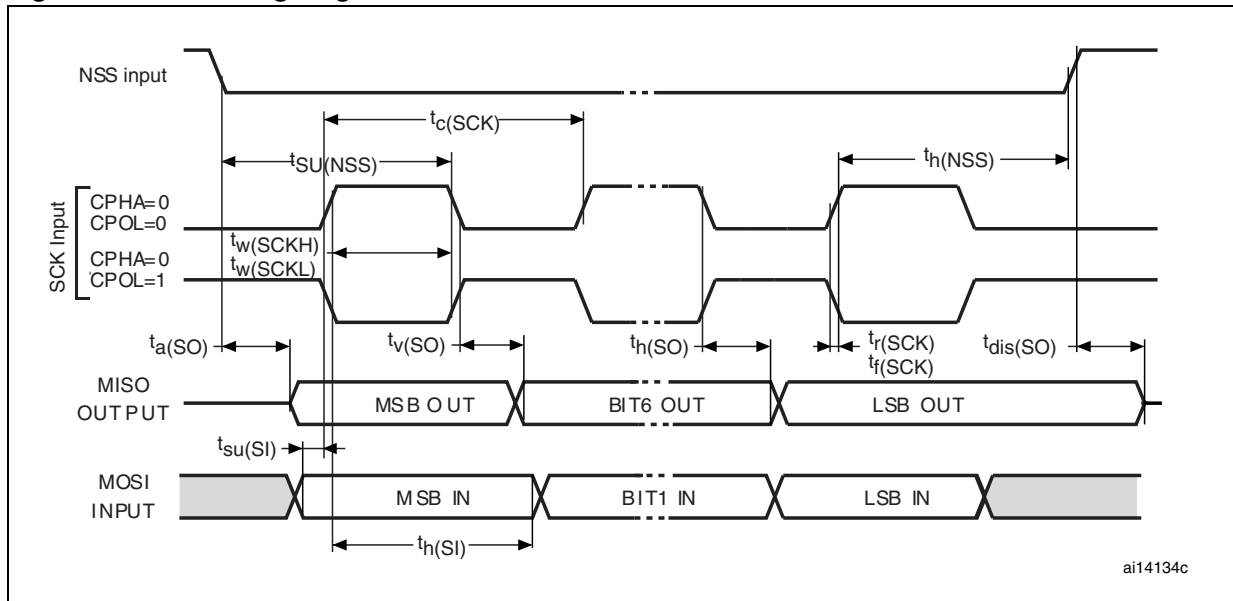 NSS input
tc(SCK)
tSU(NSS)
th(NSS)
SCK Input
CPHA=0
CPOL=0
tw(SCKH)
CPHA=0
tw(SCKL)
CPOL=1
ta(SO)
tv(SO)
th(SO)
tr(SCK)
tf(SCK)
tdis(SO)
MISO
OUTPUT
MSB OUT
BIT6 OUT
LSB OUT
tsu(SI)
MOSI
INPUT
MSB IN
BIT1 IN
LSB IN
th(SI)
ai14134c